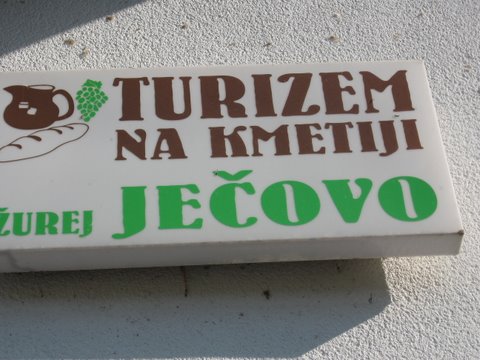 TURIZEM
NA KMETIJI
ŽUREJ JEČOVO